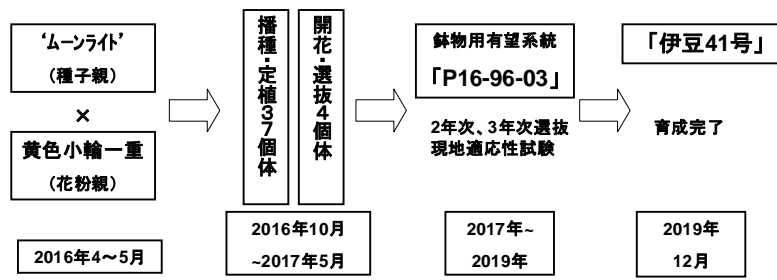 ‘ムーンライト’
（種子親）
×
黄色小輪一重
（花粉親）
2016年4～5月
播種・定植３７個体
開花・選抜４個体
2016年10月
~2017年5月
鉢物用有望系統
「P16-96-03」
2年次、3年次選抜
現地適応性試験
2017年~
2019年
「伊豆41号」
育成完了
2019年
12月